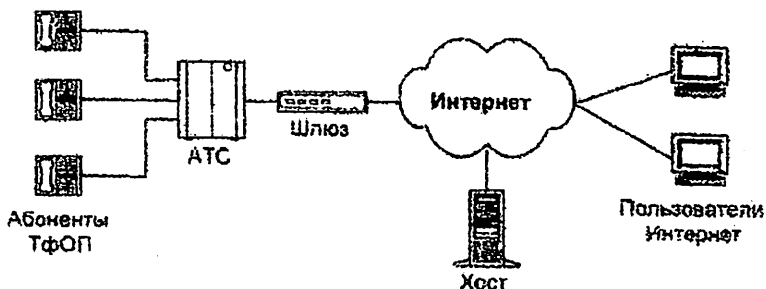 Интернет
Шлюз
АТС
Абоненты
ТфОП
Пользователи
Интернет
Хост